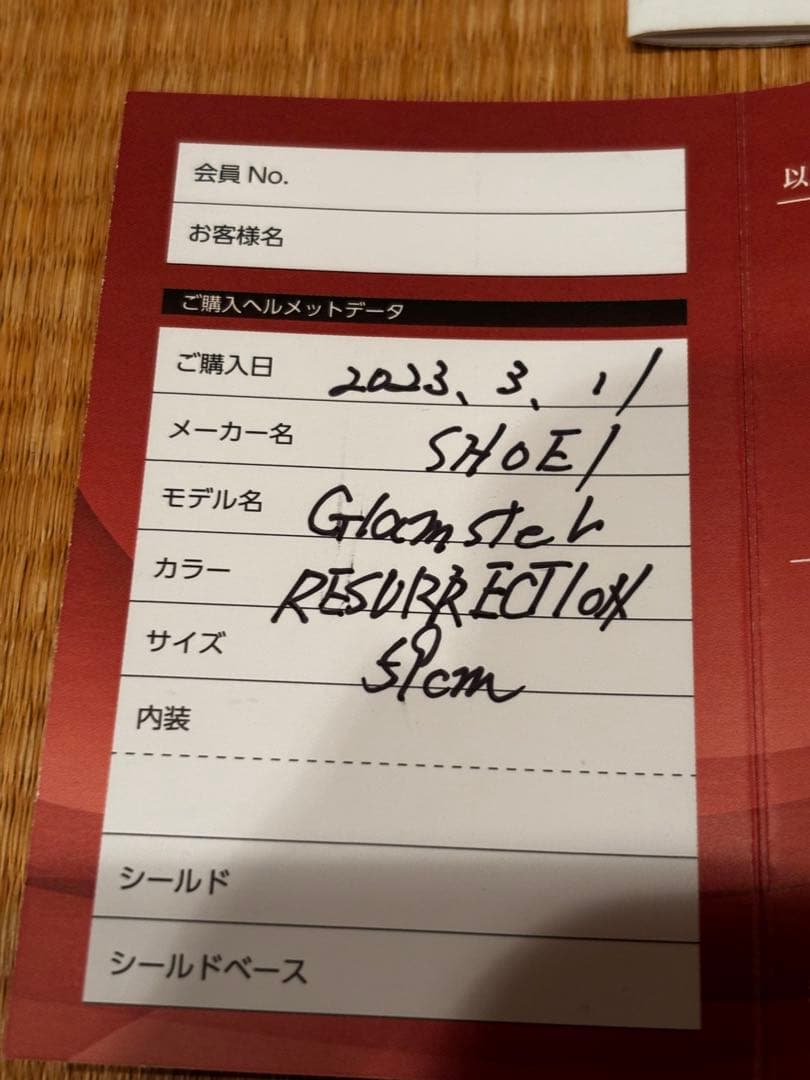 会員 No.
お客様名
以
ご購入ヘルメットデータ
ご購入日 2023、3、11
メーカー名 SHOEI
モデル名 Glamster
カラー RESURRECTION
サイズ 59cm
内装
シールド
シールドベース